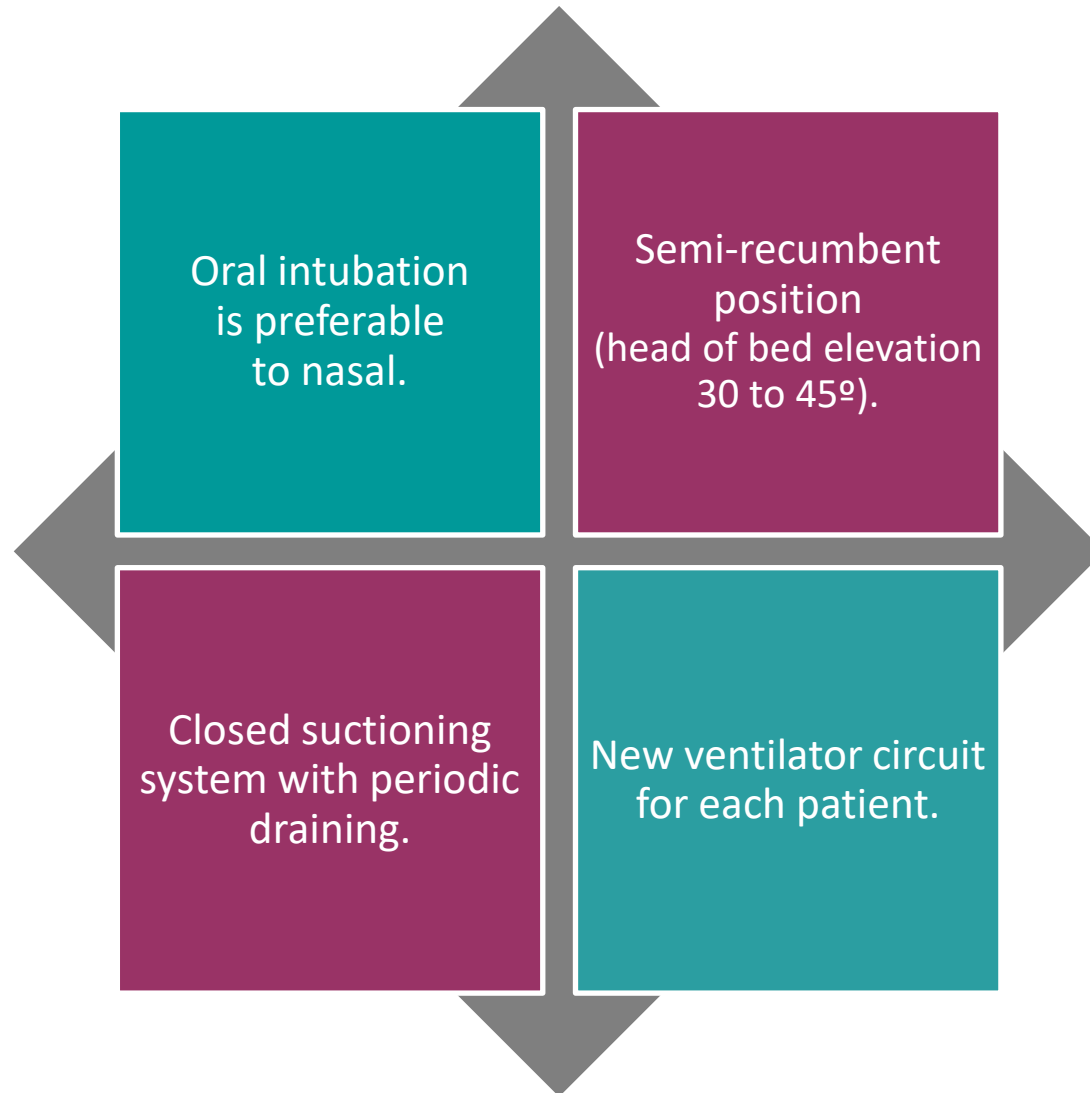 Oral intubation
is preferable
to nasal.
Semi-recumbent
position
(head of bed elevation
30 to 45º).
Closed suctioning
system with periodic
draining.
New ventilator circuit
for each patient.